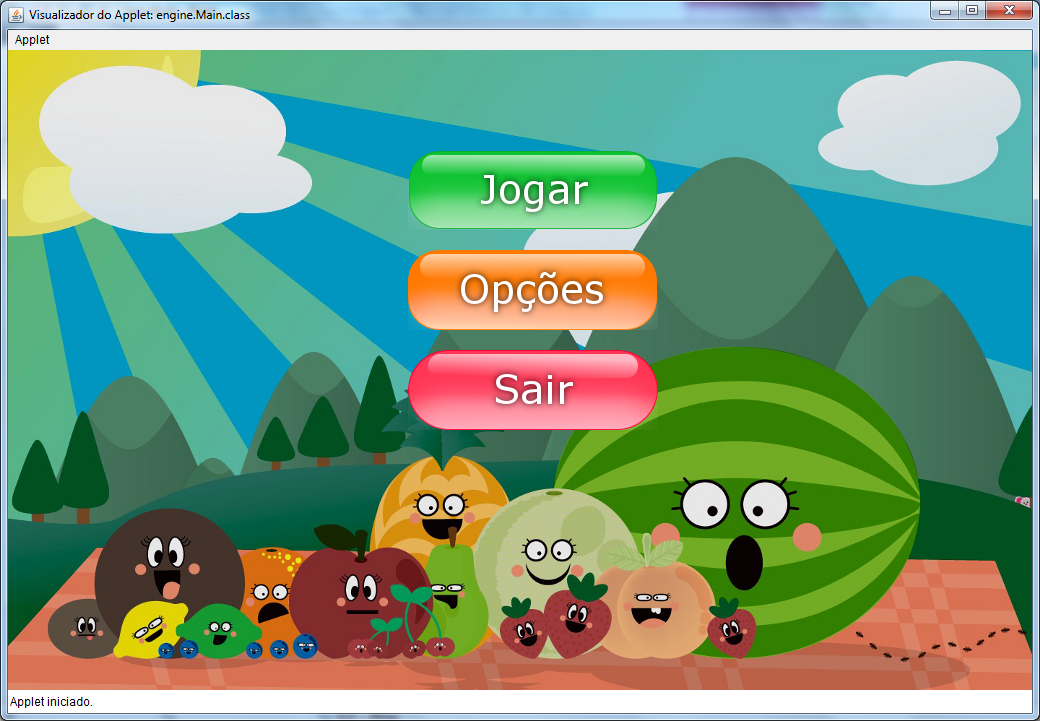 Visualizador do Applet: engine.Main.class
Applet
Jogar
Opções
Sair
Applet iniciado.